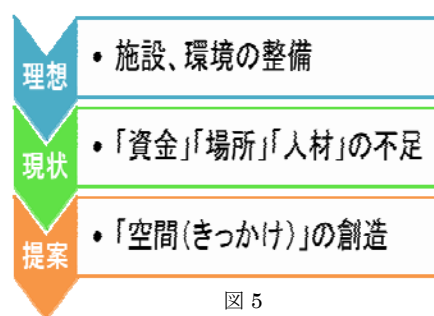 理想
• 施設、環境の整備
現状
• 「資金」「場所」「人材」の不足
提案
• 「空間(きっかけ)」の創造
図 5